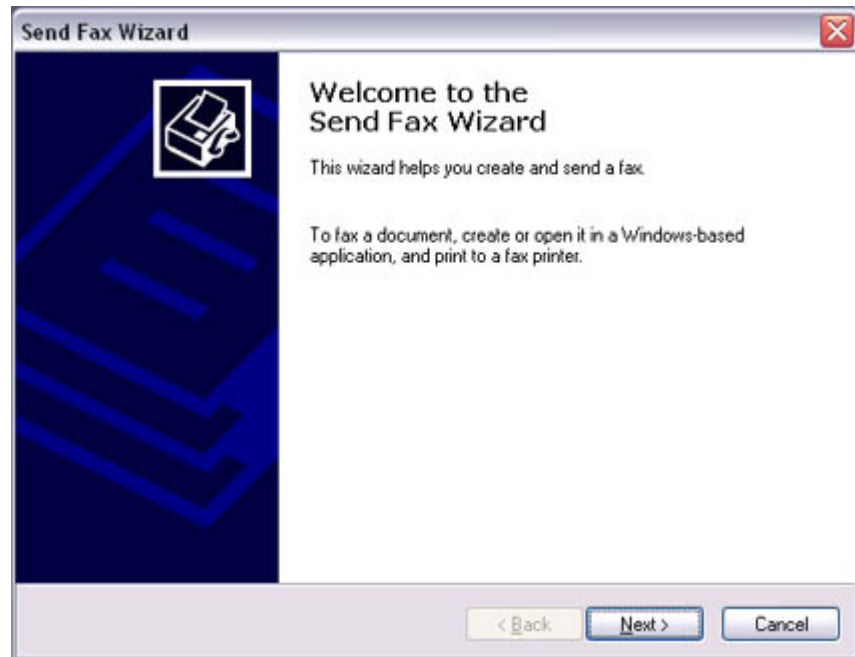 Send Fax Wizard
Welcome to the
Send Fax Wizard
This wizard helps you create and send a fax.
To fax a document, create or open it in a Windows-based
application, and print to a fax printer.
< Back Next > Cancel